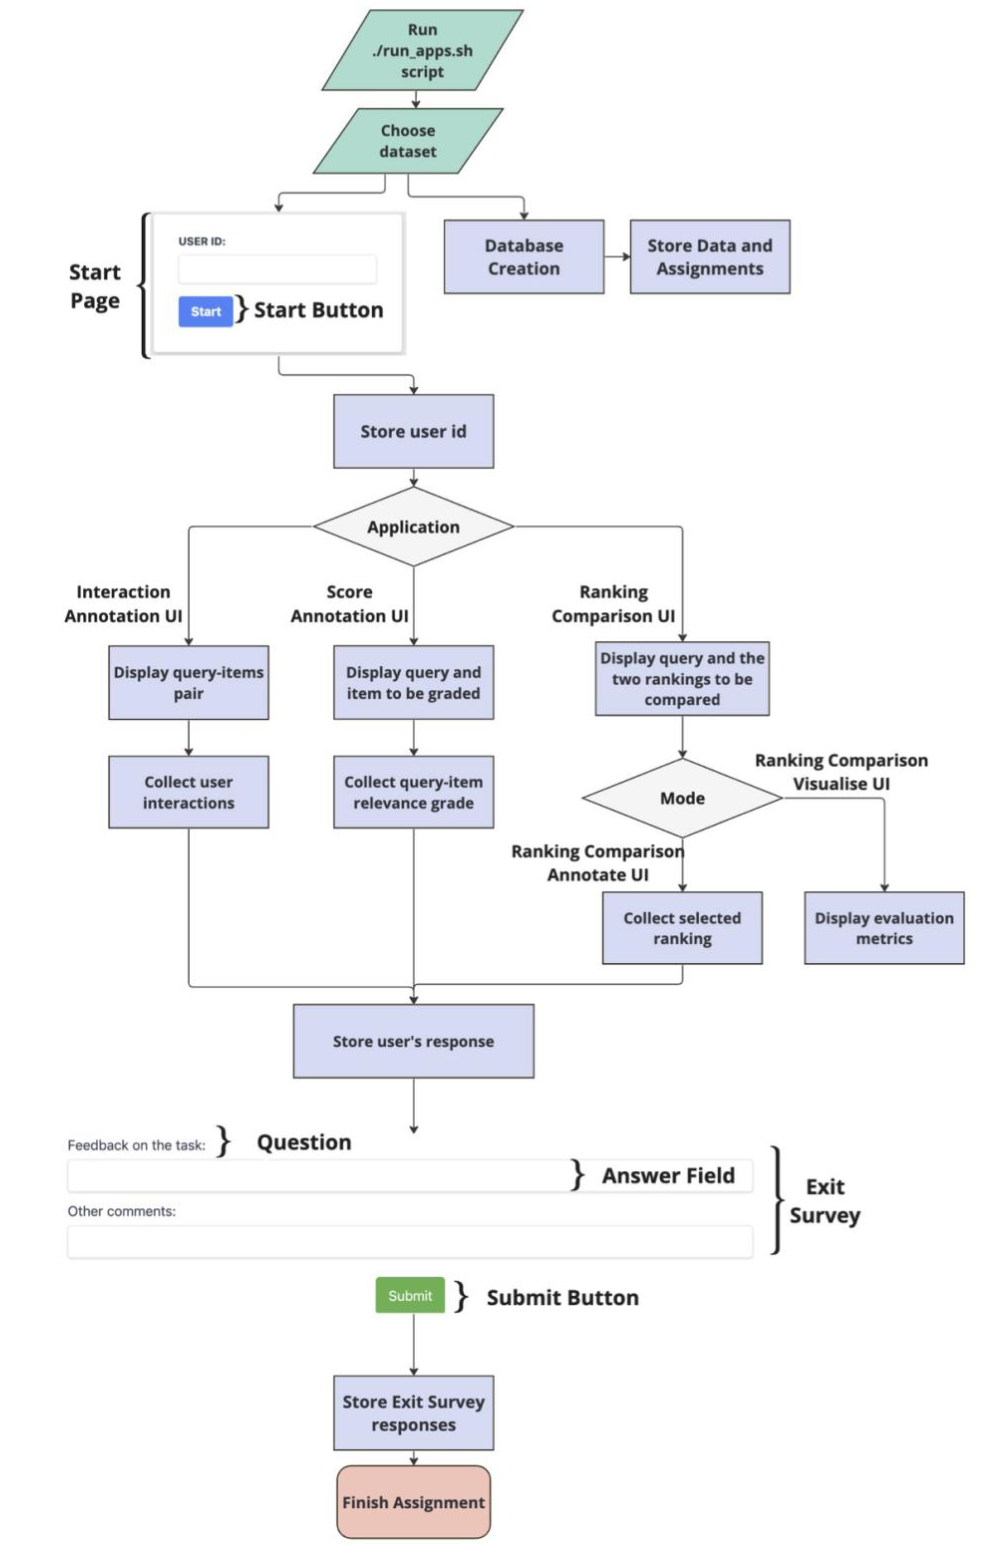 Run
./run_apps.sh
script
Choose
dataset
Start
Page
USER ID:
Start
Start Button
Database
Creation
Store Data and
Assignments
Store user id
Application
Interaction
Annotation UI
Score
Annotation UI
Ranking
Comparison UI
Display query-items
pair
Display query and
item to be graded
Display query and the
two rankings to be
compared
Collect user
interactions
Collect query-item
relevance grade
Mode
Ranking Comparison
Visualise UI
Ranking Comparison
Annotate UI
Collect selected
ranking
Display evaluation
metrics
Store user's response
Feedback on the task:
Question
Answer Field
Other comments:
Exit
Survey
Submit
Submit Button
Store Exit Survey
responses
Finish Assignment